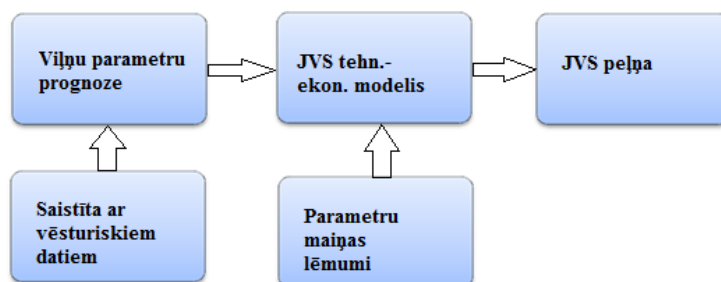 Viļņu parametru
prognoze
JVS tehn.-
ekon. modelis
JVS peļņa
Saistīta ar
vēsturiskiem
datiem
Parametru
maiņas
lēmumi